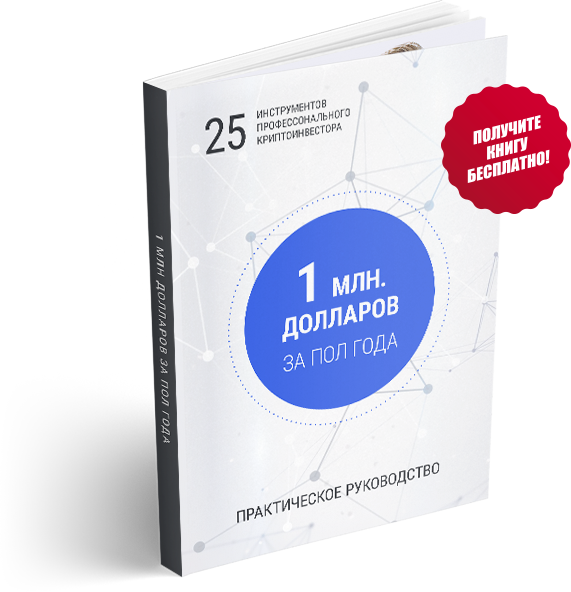 25
ИНСТРУМЕНТОВ
ПРОФЕССОНАЛЬНОГО
КРИПТОИНВЕСТОРА
ПОЛУЧИТЕ
КНИГУ
БЕСПЛАТНО!
1 МЛН.
ДОЛЛАРОВ
ЗА ПОЛ ГОДА
ПРАКТИЧЕСКОЕ РУКОВОДСТВО
1 МЛН ДОЛЛАРОВ ЗА ПОЛ ГОДА